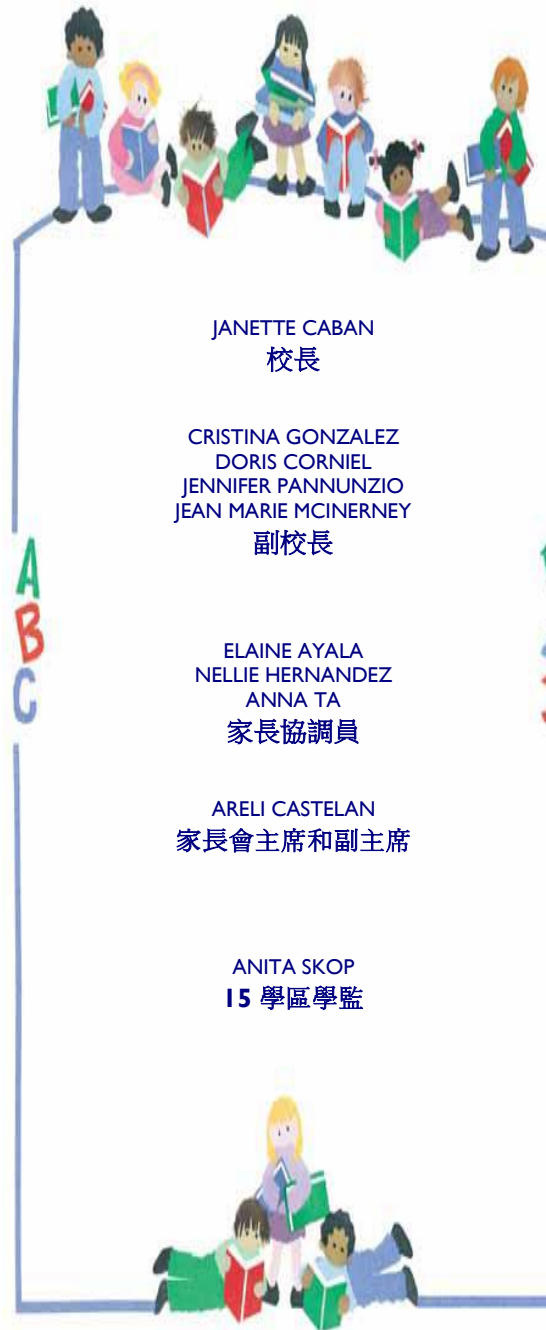 JANETTE CABAN
校長
CRISTINA GONZALEZ
DORIS CORNIEL
JENNIFER PANNUNZIO
JEAN MARIE MCINERNEY
副校長
A
B
C
ELAINE AYALA
NELLIE HERNANDEZ
ANNA TA
家長協調員
ARELI CASTELAN
家長會主席和副主席
ANITA SKOP
15 學區學監